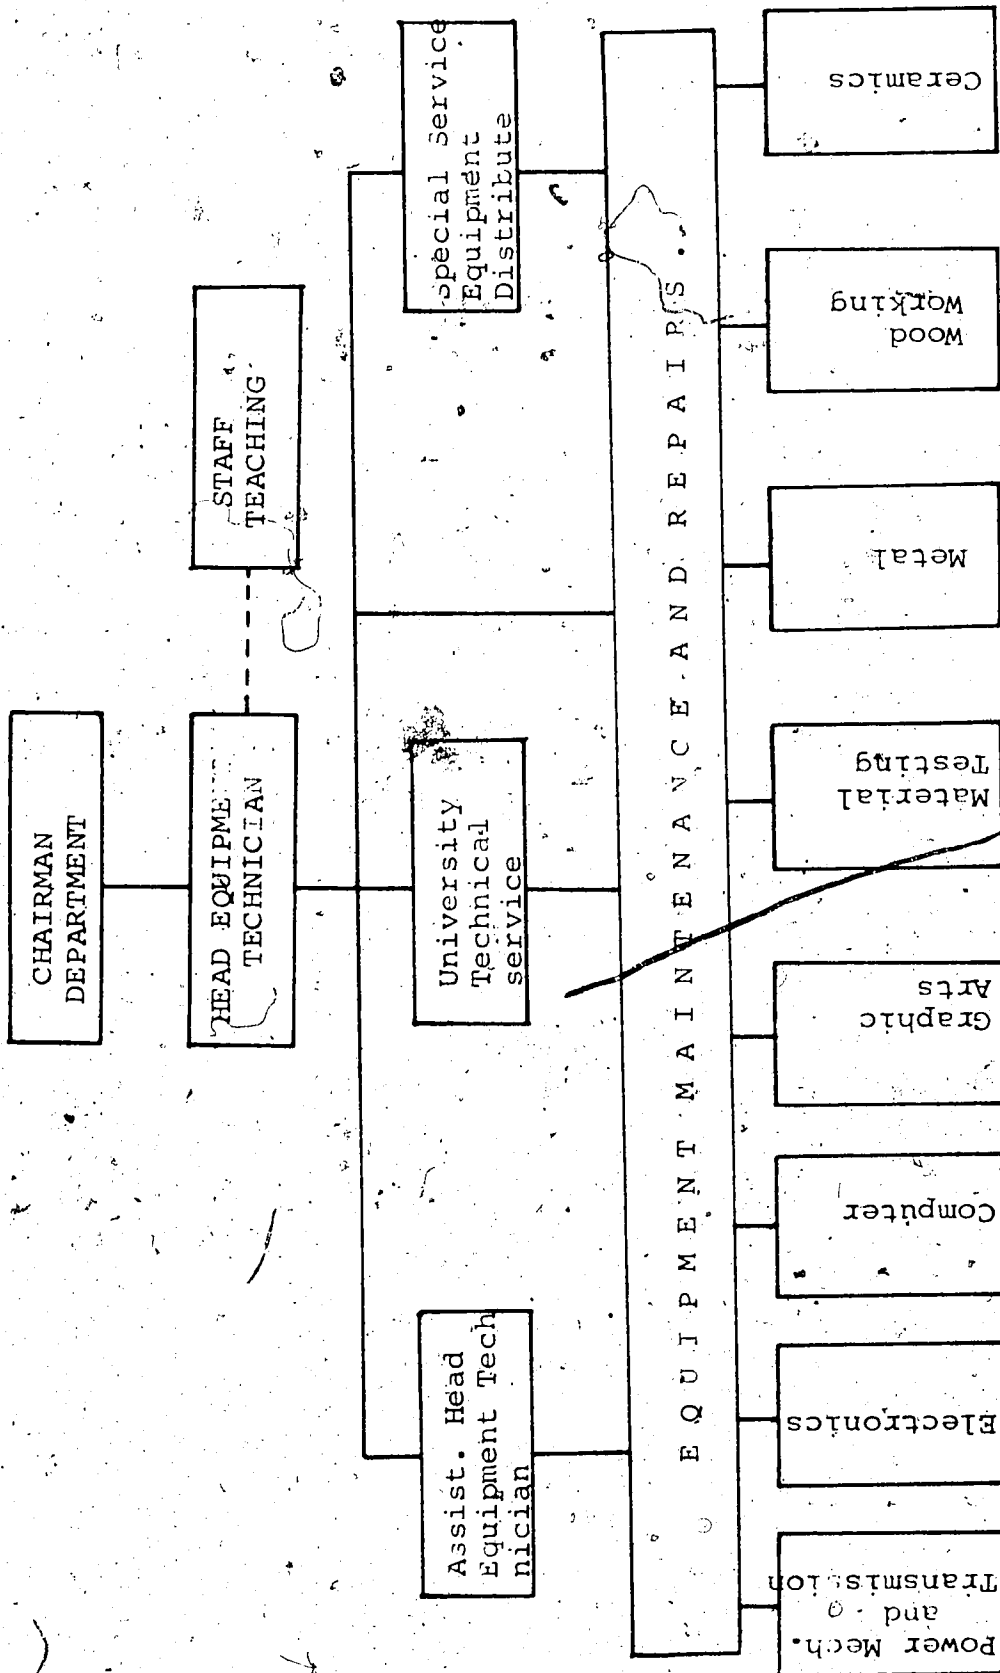 CHAIRMAN
DEPARTMENT
HEAD EQUIPME
TECHNICIAN
STAFF
TEACHING
Assist. Head
Equipment Tech
nician
University
Technical
service
Special Service
Equipment
Distribute
EQUIPMENT MAINTENANCE AND REPAIRS.
Power Mech.
and
Transmission
Electronics
Computer
Graphic
Arts
Material
Testing
Metal
Wood
Working
Ceramics